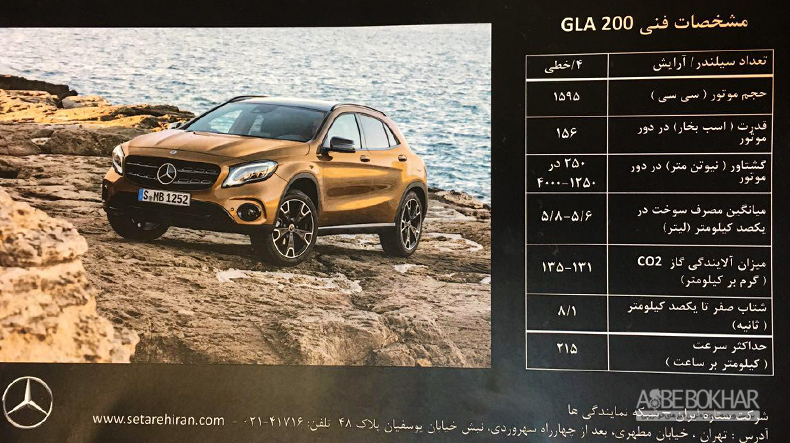 مشخصات فنی GLA 200
تعداد سیلندر/ آرایش ۴/خطی
حجم موتور ( سی سی ) ۱۵۹۵
قدرت ( اسب بخار) در دور موتور ۱۵۶
گشتاور ( نیوتن متر) در دور موتور ۲۵۰ در ۱۲۵۰-۴۰۰۰
میانگین مصرف سوخت در یکصد کیلومتر (لیتر) ۵/۸-۵/۶
میزان آلایندگی گاز CO2 ( گرم بر کیلومتر) ۱۳۵-۱۳۱
شتاب صفر تا یکصد کیلومتر ( ثانیه) ۸/۱
حداکثر سرعت ( کیلومتر بر ساعت ) ۲۱۵
S MB 1252
ASBEBOKHAR
شرکت ستاره ایران - شبکه نمایندگی ها
آدرس : تهران ، خیابان مطهری، بعد از چهارراه سهروردی، نبش خیابان یوسفیان پلاک ۴۸ تلفن: ۴۱۷۱۶-۰۲۱ - www.setarehiran.com